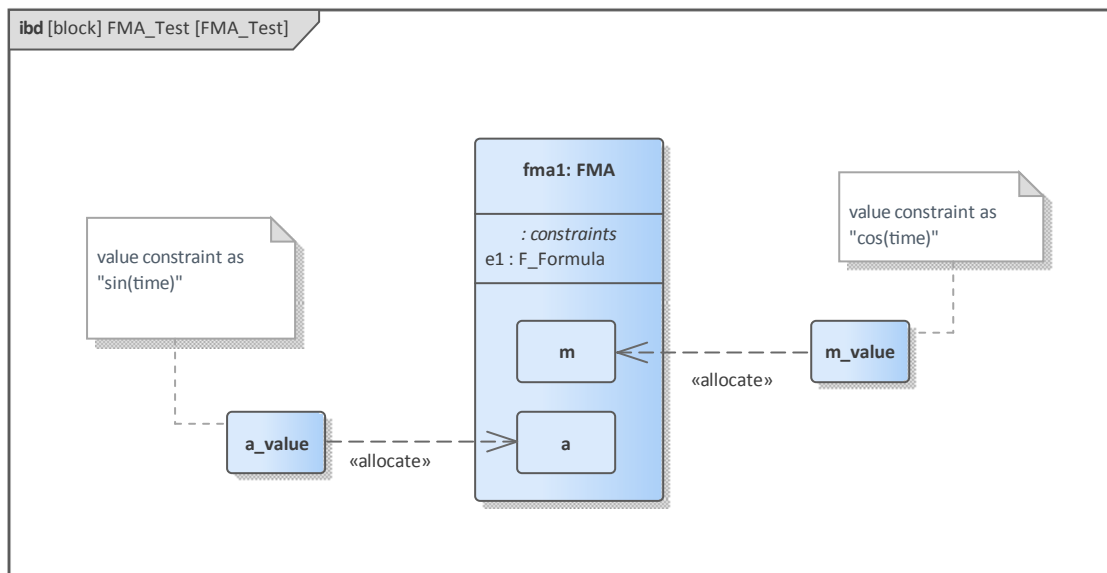 ibd [block] FMA_Test [FMA_Test]
fma1: FMA
: constraints
e1 : F_Formula
value constraint as
"cos(time)"
value constraint as
"sin(time)"
m
m_value
«allocate»
a_value
a
«allocate»